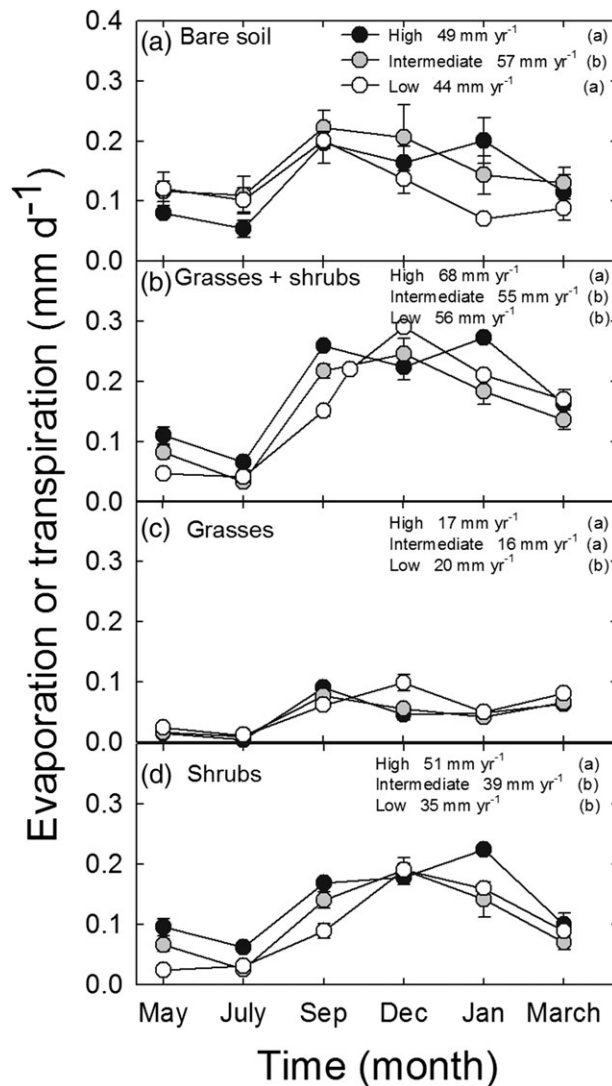 Evaporation or transpiration (mm d-1)
0.4
(a) Bare soil
High 49 mm yr-1 (a)
Intermediate 57 mm yr-1 (b)
Low 44 mm yr-1 (a)
0.3
0.2
0.1
0.0
(b) Grasses + shrubs
High 68 mm yr-1 (a)
Intermediate 55 mm yr-1 (b)
Low 56 mm yr-1 (b)
0.3
0.2
0.1
0.0
(c) Grasses
High 17 mm yr-1 (a)
Intermediate 16 mm yr-1 (a)
Low 20 mm yr-1 (b)
0.3
0.2
0.1
0.0
(d) Shrubs
High 51 mm yr-1 (a)
Intermediate 39 mm yr-1 (b)
Low 35 mm yr-1 (b)
0.3
0.2
0.1
0.0
May July Sep Dec Jan March
Time (month)